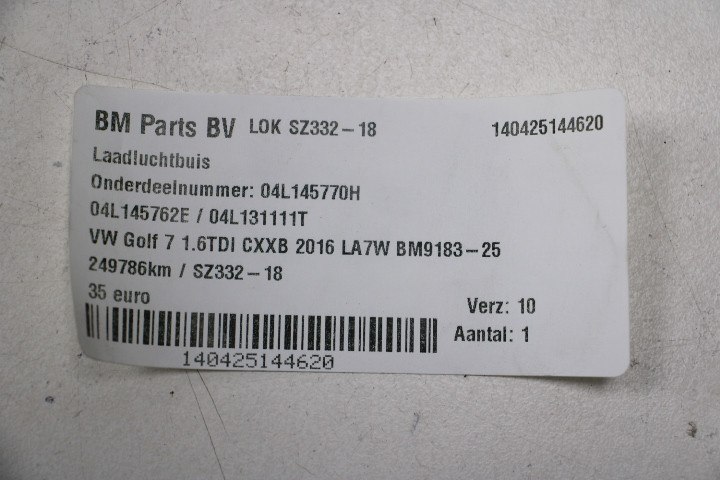 BM Parts BV LOK SZ332-18 140425144620
Laadluchtbuis
Onderdeelnummer: 04L145770H
04L145762E / 04L131111T
VW Golf 7 1.6TDI CXXB 2016 LA7W BM9183-25
249786km / SZ332-18
35 euro Verz: 10
Aantal: 1
140425144620